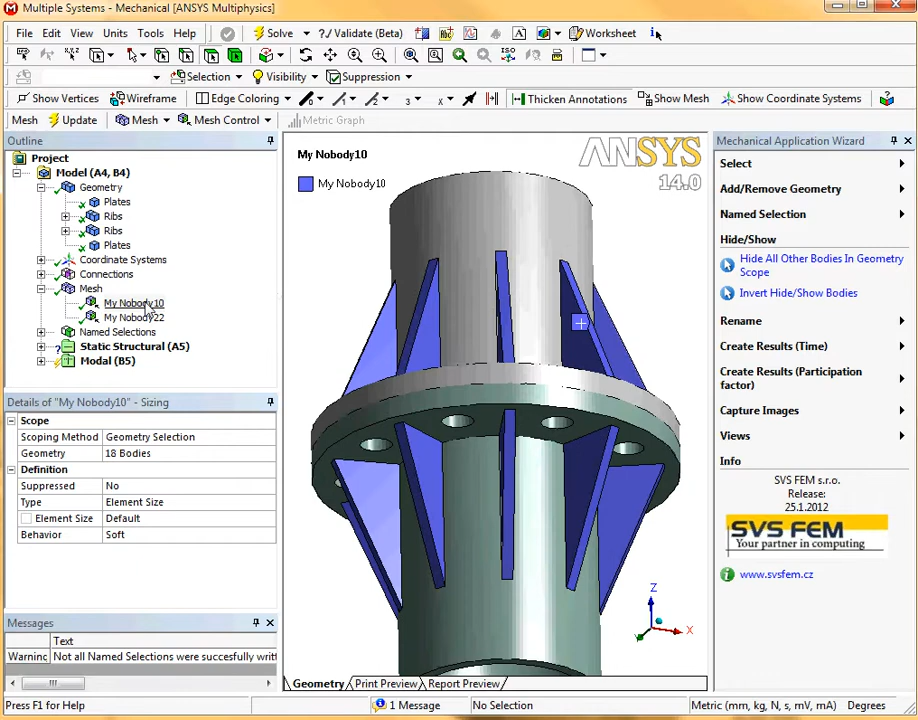 Multiple Systems - Mechanical [ANSYS Multiphysics]
File Edit View Units Tools Help Solve ?/ Validate (Beta) Worksheet i
Selection Visibility Suppression
Show Vertices Wireframe Edge Coloring Thicken Annotations Show Mesh Show Coordinate Systems
Mesh Update Mesh Mesh Control Metric Graph
Outline
Project
Model (A4, B4)
Geometry
Plates
Ribs
Ribs
Plates
Coordinate Systems
Connections
Mesh
My Nobody10
My Nobody22
Named Selections
Static Structural (A5)
Modal (B5)
Details of "My Nobody10" - Sizing
Scope
Scoping Method Geometry Selection
Geometry 18 Bodies
Definition
Suppressed No
Type Element Size
Element Size Default
Behavior Soft
Messages
Text
Warning Not all Named Selections were succesfully writt
My Nobody10
My Nobody10
ANSYS
14.0
Z
X
Y
Geometry Print Preview Report Preview
Mechanical Application Wizard
Select
Add/Remove Geometry
Named Selection
Hide/Show
Hide All Other Bodies In Geometry
Scope
Invert Hide/Show Bodies
Rename
Create Results (Time)
Create Results (Participation
factor)
Capture Images
Views
Info
SVS FEM s.r.o.
Release:
25.1.2012
SVS FEM
Your partner in computing
www.svsfem.cz
Press F1 for Help 1 Message No Selection Metric (mm, kg, N, s, mV, mA) Degrees